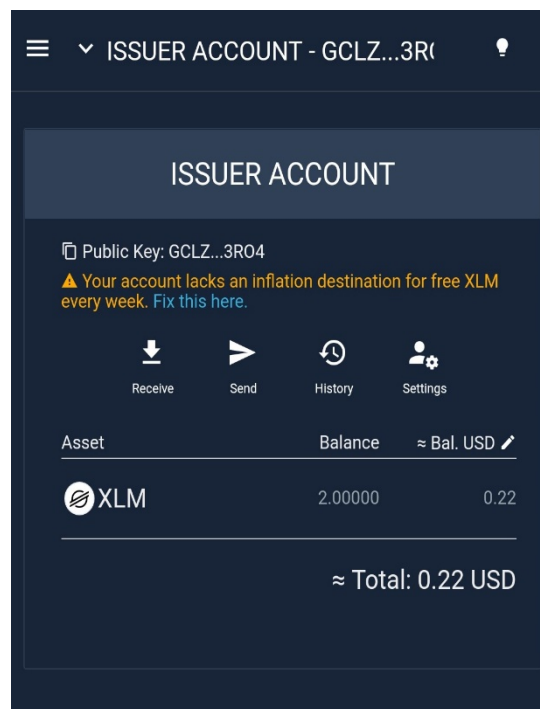 ISSUER ACCOUNT - GCLZ...3R(
ISSUER ACCOUNT
Public Key: GCLZ...3RO4
Your account lacks an inflation destination for free XLM
every week. Fix this here.
Receive Send History Settings
Asset Balance ≈ Bal. USD
XLM 2.00000 0.22
≈ Total: 0.22 USD